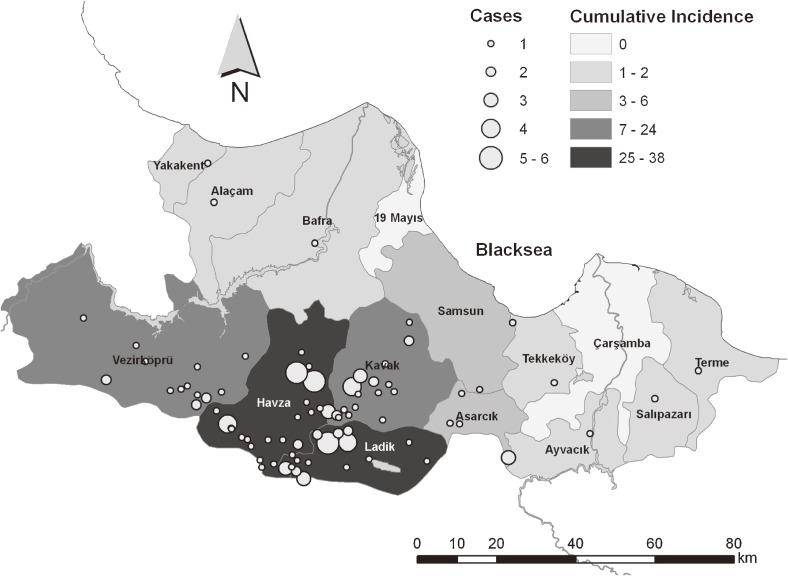 Cases
1
2
3
4
5 - 6
Cumulative Incidence
0
1 - 2
3 - 6
7 - 24
25 - 38
N
Yakakent
Alaçam
Bafra
19 Mayıs
Blacksea
Samsun
Çarşamba
Vezirköprü
Kavak
Tekkeköy
Terme
Havza
Asarcık
Salıpazarı
Ladik
Ayvacık
0 10 20 40 60 80
km